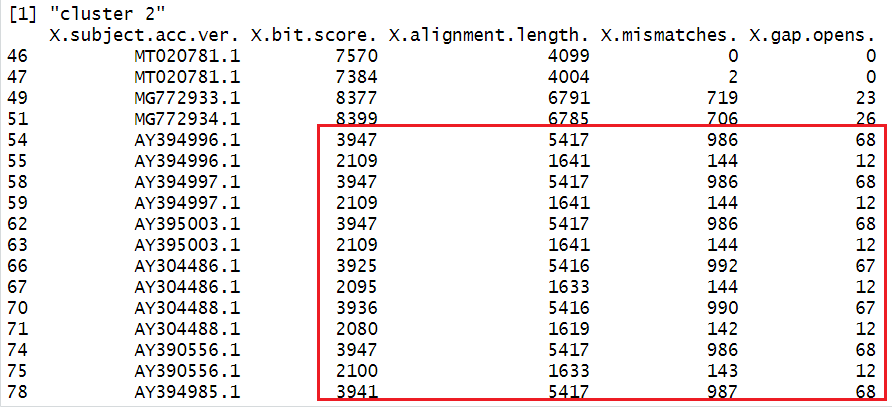 [1] "cluster 2"
X.subject.acc.ver. X.bit.score. X.alignment.length. X.mismatches. X.gap.opens.
46 MT020781.1 7570 4099 0 0
47 MT020781.1 7384 4004 2 0
49 MG772933.1 8377 6791 719 23
51 MG772934.1 8399 6785 706 26
54 AY394996.1 3947 5417 986 68
55 AY394996.1 2109 1641 144 12
58 AY394997.1 3947 5417 986 68
59 AY394997.1 2109 1641 144 12
62 AY395003.1 3947 5417 986 68
63 AY395003.1 2109 1641 144 12
66 AY304486.1 3925 5416 992 67
67 AY304486.1 2095 1633 144 12
70 AY304488.1 3936 5416 990 67
71 AY304488.1 2080 1619 142 12
74 AY390556.1 3947 5417 986 68
75 AY390556.1 2100 1633 143 12
78 AY394985.1 3941 5417 987 68